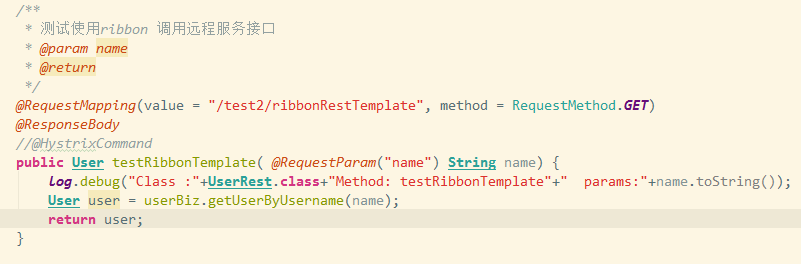 /**
 * 测试使用ribbon 调用远程服务接口
 * @param name
 * @return
 */
@RequestMapping(value = "/test2/ribbonRestTemplate", method = RequestMethod.GET)
@ResponseBody
//@HystrixCommand
public User testRibbonTemplate( @RequestParam("name") String name) {
    log.debug("Class :"+UserRest.class+"Method: testRibbonTemplate"+"  params:"+name.toString());
    User user = userBiz.getUserByUsername(name);
    return user;
}